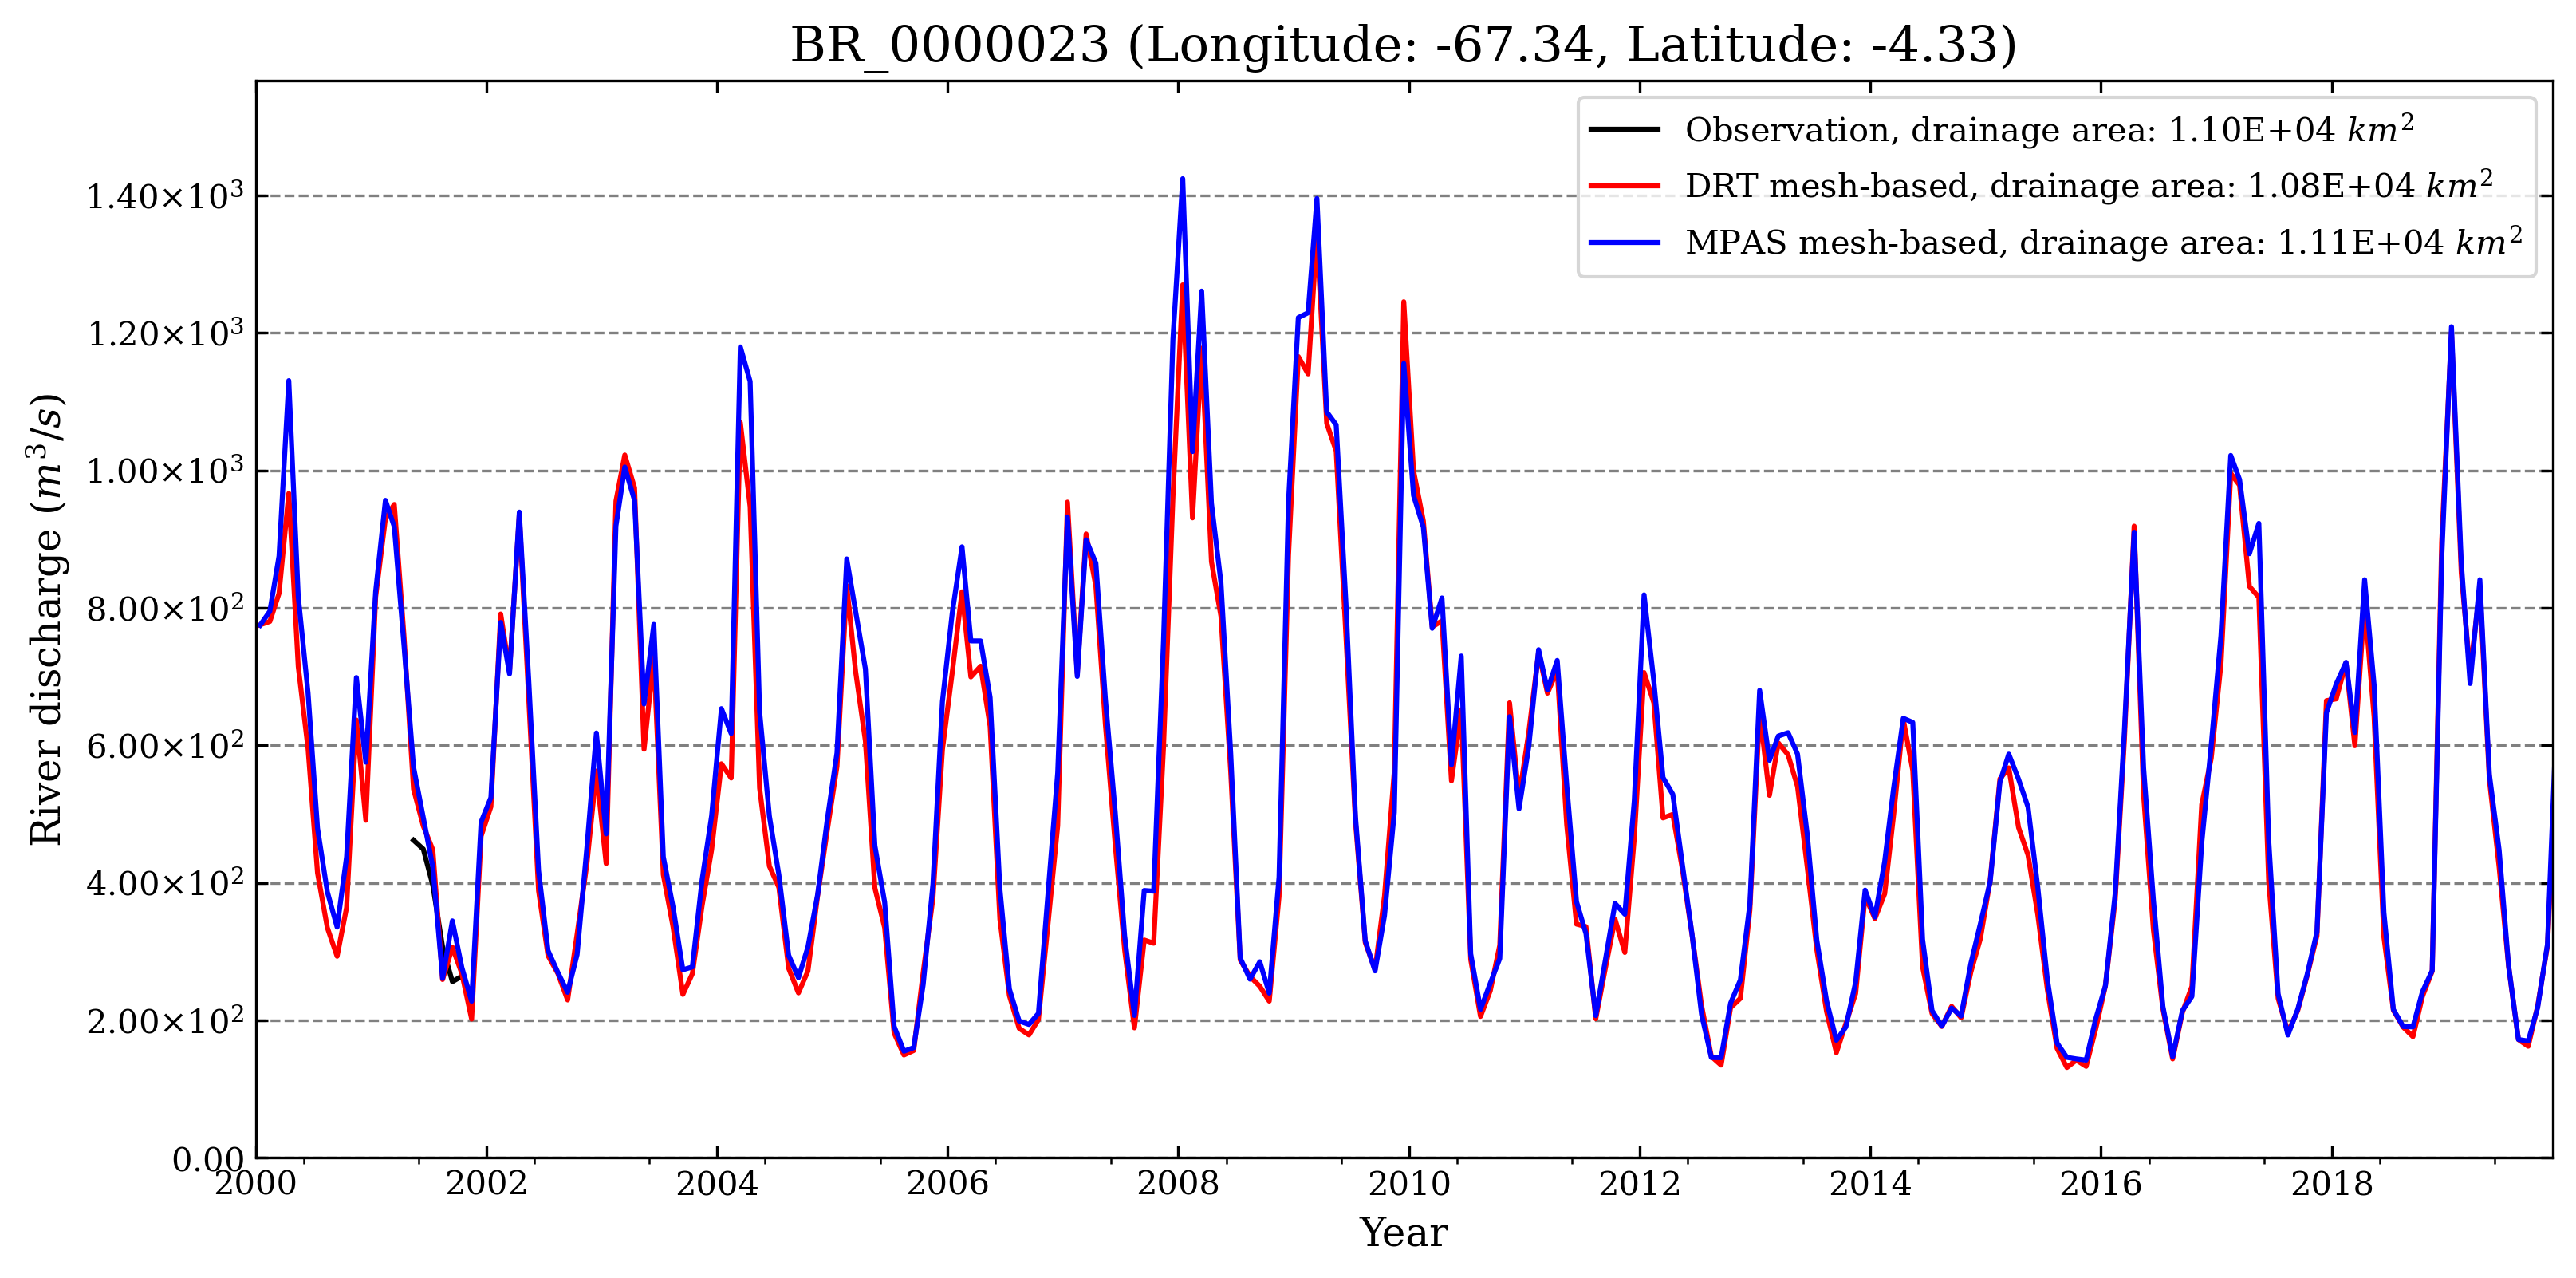 BR_0000023 (Longitude: -67.34, Latitude: -4.33)
Observation, drainage area: 1.10E+04 km²
DRT mesh-based, drainage area: 1.08E+04 km²
MPAS mesh-based, drainage area: 1.11E+04 km²
River discharge (m³/s)
1.40×10³
1.20×10³
1.00×10³
8.00×10²
6.00×10²
4.00×10²
2.00×10²
0.00
2000 2002 2004 2006 2008 2010 2012 2014 2016 2018
Year